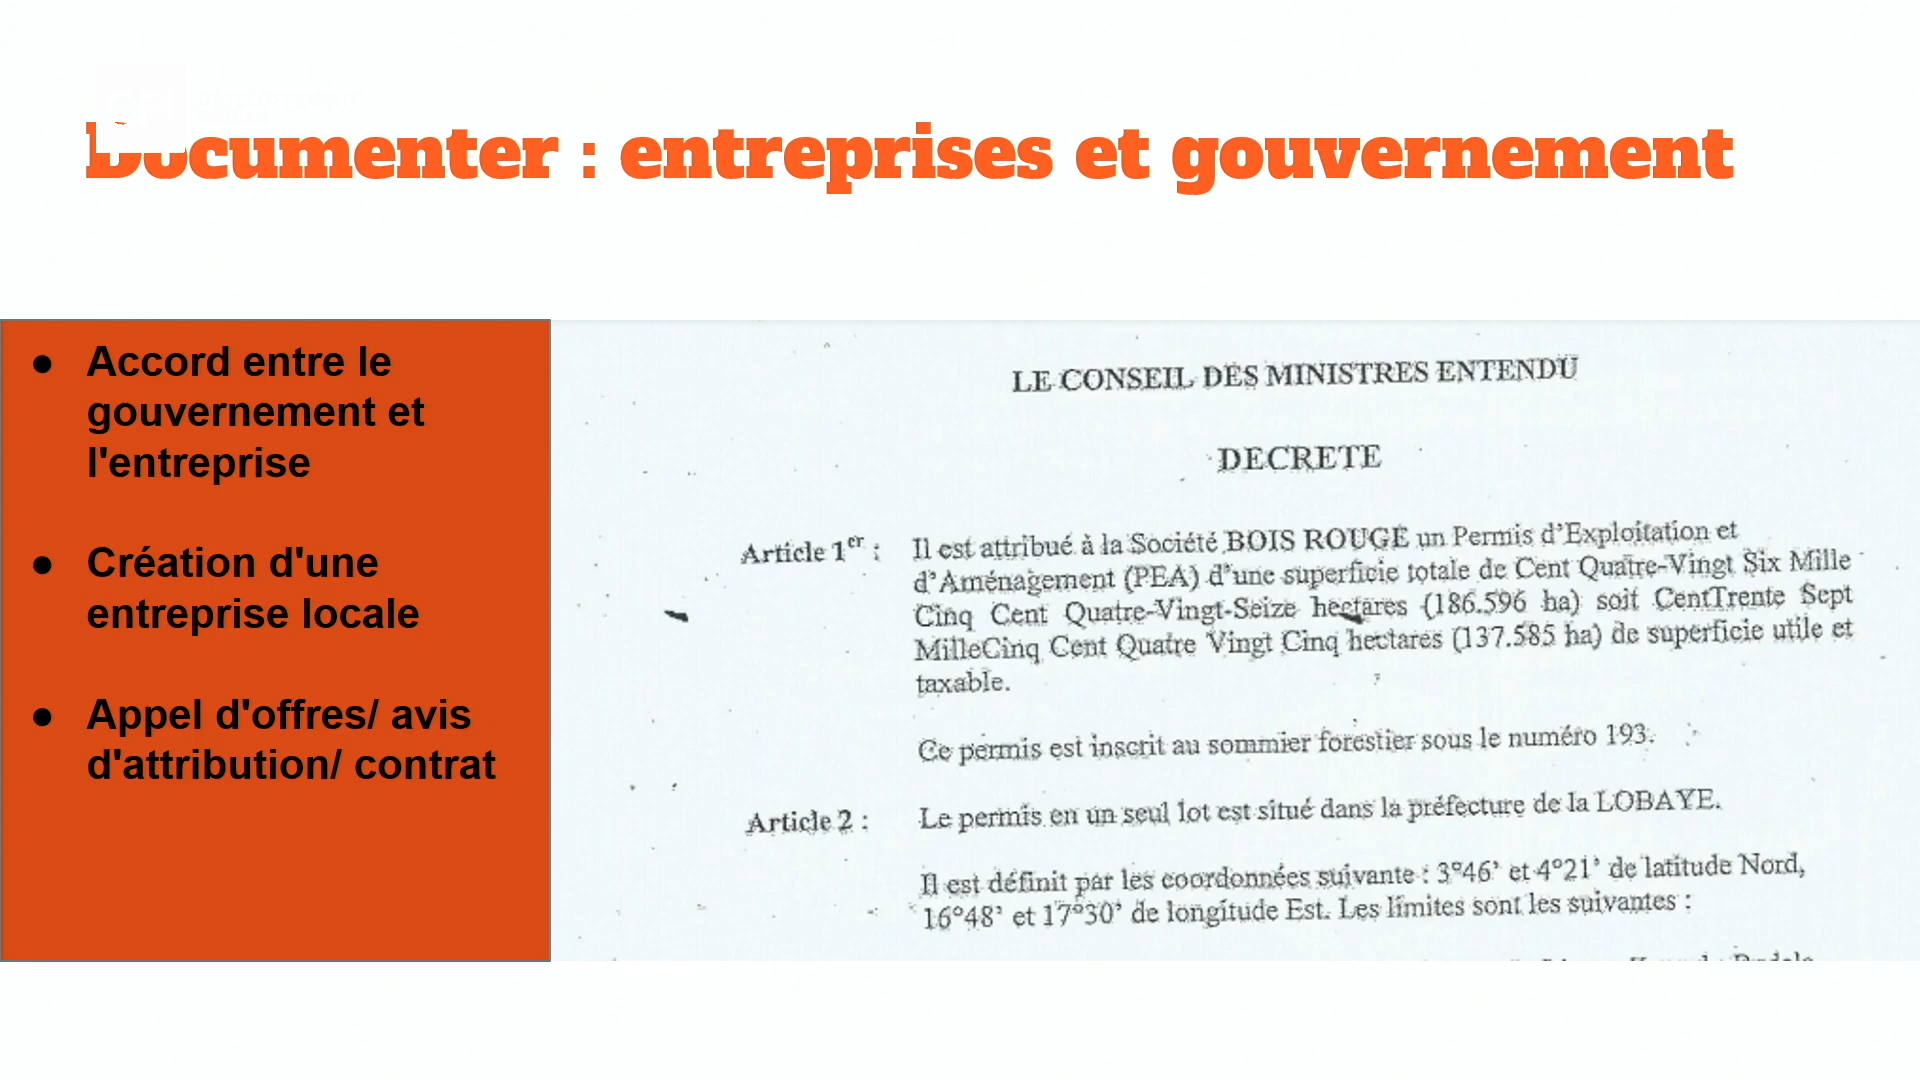 Documenter : entreprises et gouvernement
● Accord entre le
gouvernement et
l'entreprise
● Création d'une
entreprise locale
● Appel d'offres/ avis
d'attribution/ contrat
LE CONSEIL DES MINISTRES ENTENDU
DECRETE
Article 1er : Il est attribué à la Société BOIS ROUGE un Permis d'Exploitation et
d'Aménagement (PEA) d'une superficie totale de Cent Quatre-Vingt Six Mille
Cinq Cent Quatre-Vingt-Seize hectares (186.596 ha) soit CentTrente Sept
MilleCinq Cent Quatre Vingt Cinq hectares (137.585 ha) de superficie utile et
taxable.
Ce permis est inscrit au sommier forestier sous le numéro 193.
Article 2 : Le permis en un seul lot est situé dans la préfecture de la LOBAYE.
Il est définit par les coordonnées suivante : 3°46' et 4°21' de latitude Nord,
16°48' et 17°30' de longitude Est. Les limites sont les suivantes :